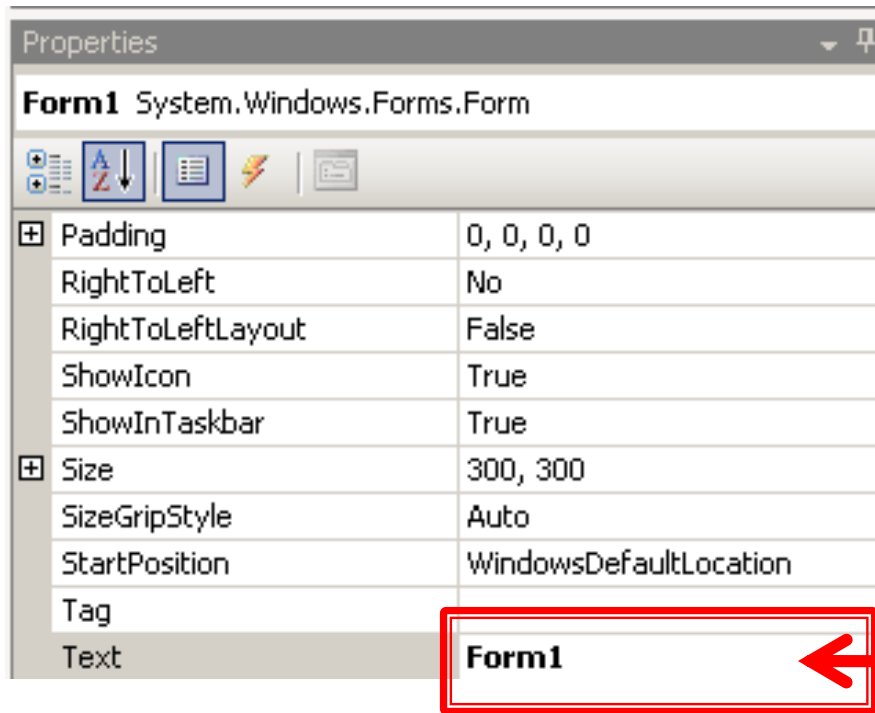 Properties
Form1 System.Windows.Forms.Form
Padding 0, 0, 0, 0
RightToLeft No
RightToLeftLayout False
ShowIcon True
ShowInTaskbar True
Size 300, 300
SizeGripStyle Auto
StartPosition WindowsDefaultLocation
Tag
Text Form1